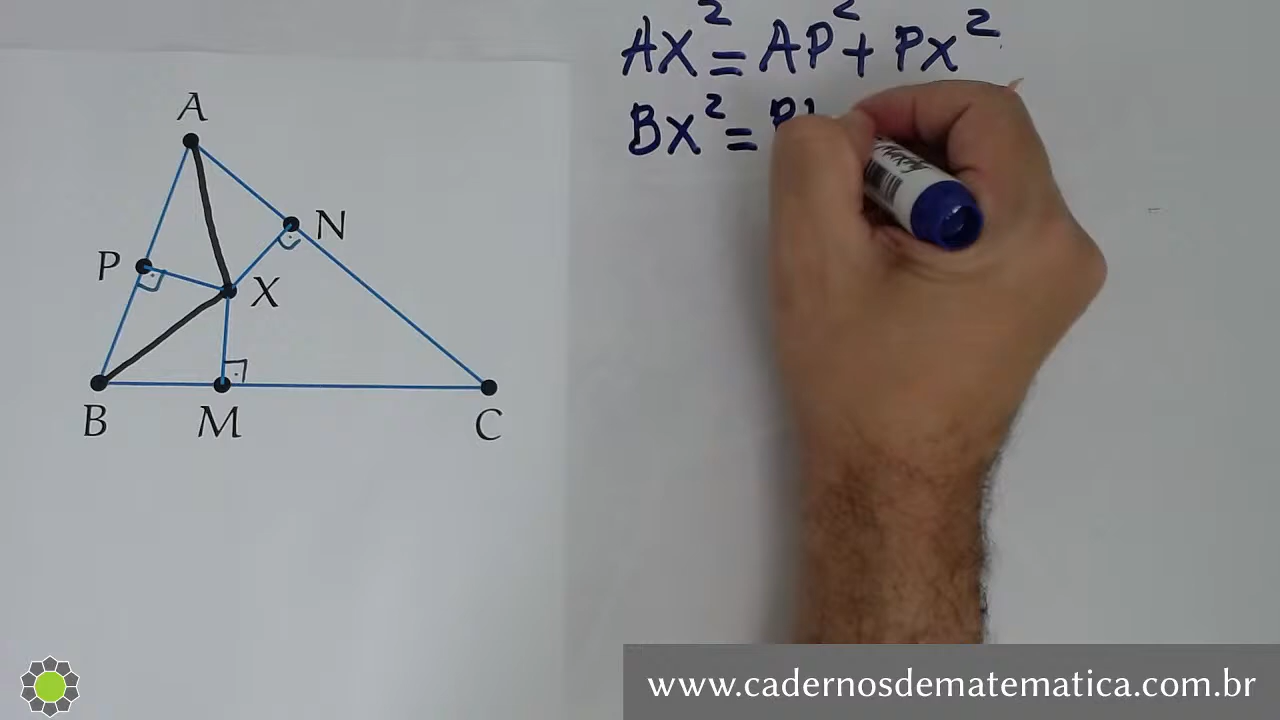 AX²=AP²+PX²
BX²=
A
N
P
X
B M C
www.cadernosdematematica.com.br